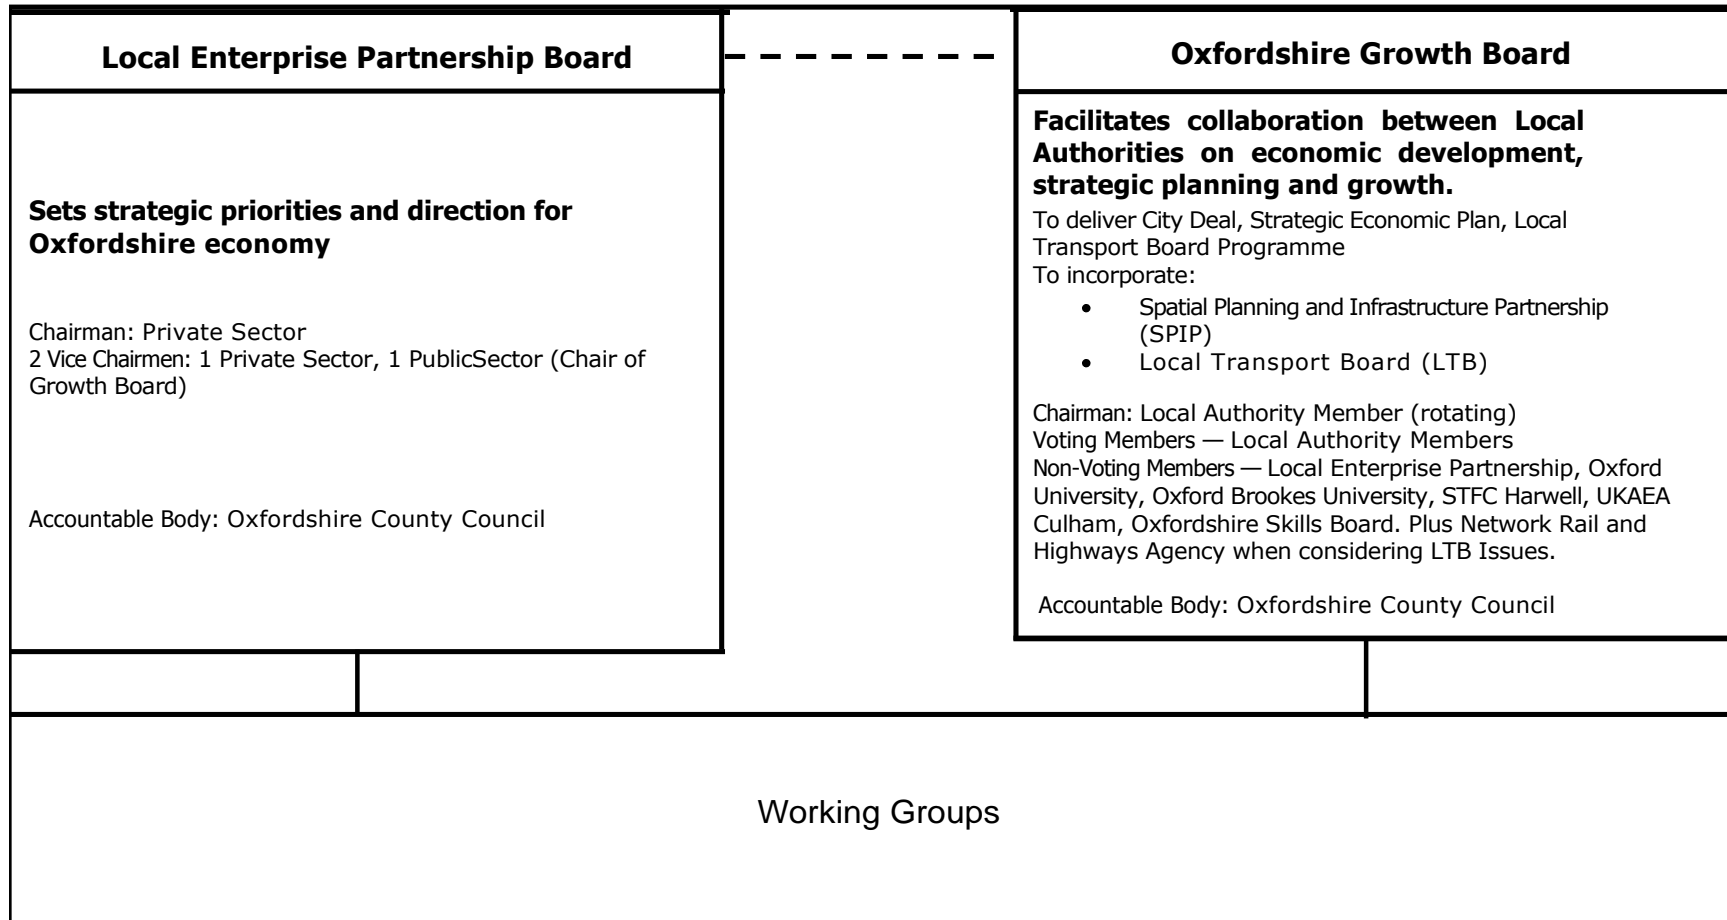 Local Enterprise Partnership Board
Sets strategic priorities and direction for
Oxfordshire economy
Chairman: Private Sector
2 Vice Chairmen: 1 Private Sector, 1 PublicSector (Chair of
Growth Board)
Accountable Body: Oxfordshire County Council
Oxfordshire Growth Board
Facilitates collaboration between Local
Authorities on economic development,
strategic planning and growth.
To deliver City Deal, Strategic Economic Plan, Local
Transport Board Programme
To incorporate:
• Spatial Planning and Infrastructure Partnership
(SPIP)
• Local Transport Board (LTB)
Chairman: Local Authority Member (rotating)
Voting Members — Local Authority Members
Non-Voting Members — Local Enterprise Partnership, Oxford
University, Oxford Brookes University, STFC Harwell, UKAEA
Culham, Oxfordshire Skills Board. Plus Network Rail and
Highways Agency when considering LTB Issues.
Accountable Body: Oxfordshire County Council
Working Groups